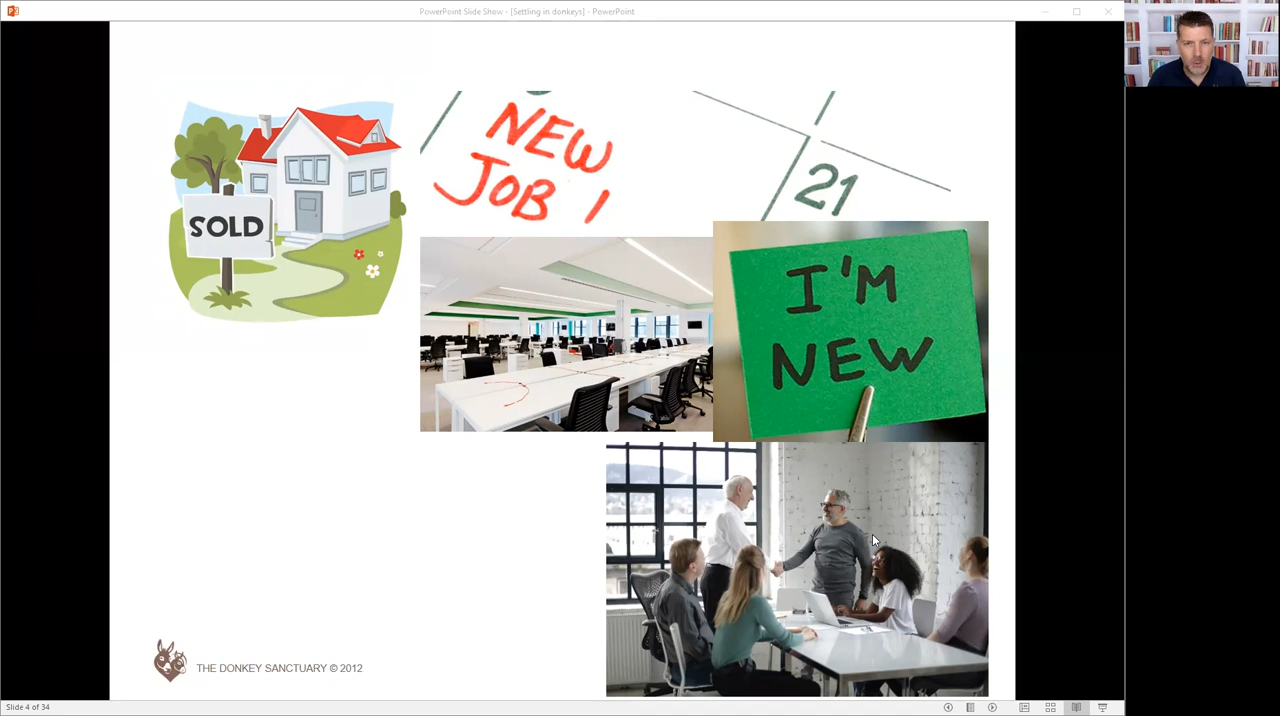 PowerPoint Slide Show - [Settling in donkeys] - PowerPoint
NEW
JOB !
21
SOLD
I'M
NEW
THE DONKEY SANCTUARY © 2012
Slide 4 of 34